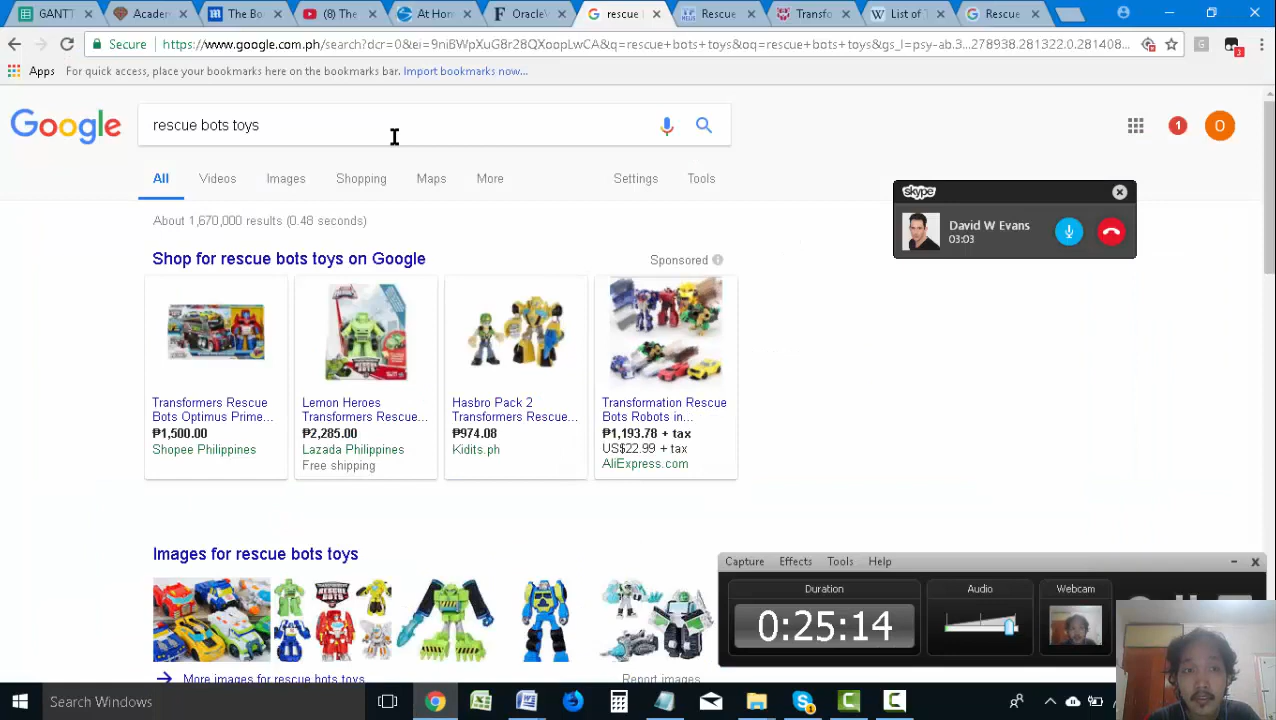 GANTT
Academ
The Bo
(8) The
At Hom
Oracle\
rescue
Rescue
Transfo
List of T
Rescue
Secure
https://www.google.com.ph/search?dcr=0&ei=9niBWpXuG8r28QXoopLwCA&q=rescue+bots+toys&oq=rescue+bots+toys&gs_l=psy-ab.3...278938.281322.0.281408...
Apps
For quick access, place your bookmarks here on the bookmarks bar. Import bookmarks now...
Google
rescue bots toys
1
O
All
Videos
Images
Shopping
Maps
More
Settings
Tools
skype
David W Evans
03:03
About 1,670,000 results (0.48 seconds)
Shop for rescue bots toys on Google
Sponsored
Transformers Rescue
Bots Optimus Prime...
₱1,500.00
Shopee Philippines
Lemon Heroes
Transformers Rescue...
₱2,285.00
Lazada Philippines
Free shipping
Hasbro Pack 2
Transformers Rescue...
₱974.08
Kidits.ph
Transformation Rescue
Bots Robots in...
₱1,193.78 + tax
US$22.99 + tax
AliExpress.com
Images for rescue bots toys
More images for rescue bots toys
Report images
Capture
Effects
Tools
Help
Duration
0:25:14
Audio
Webcam
Search Windows